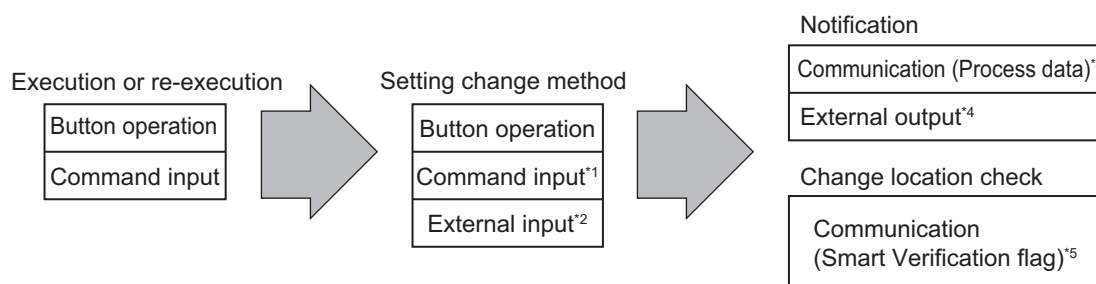 Execution or re-execution
Button operation
Command input
Setting change method
Button operation
Command input*1
External input*2
Notification
Communication (Process data)*
External output*4
Change location check
Communication
(Smart Verification flag)*5